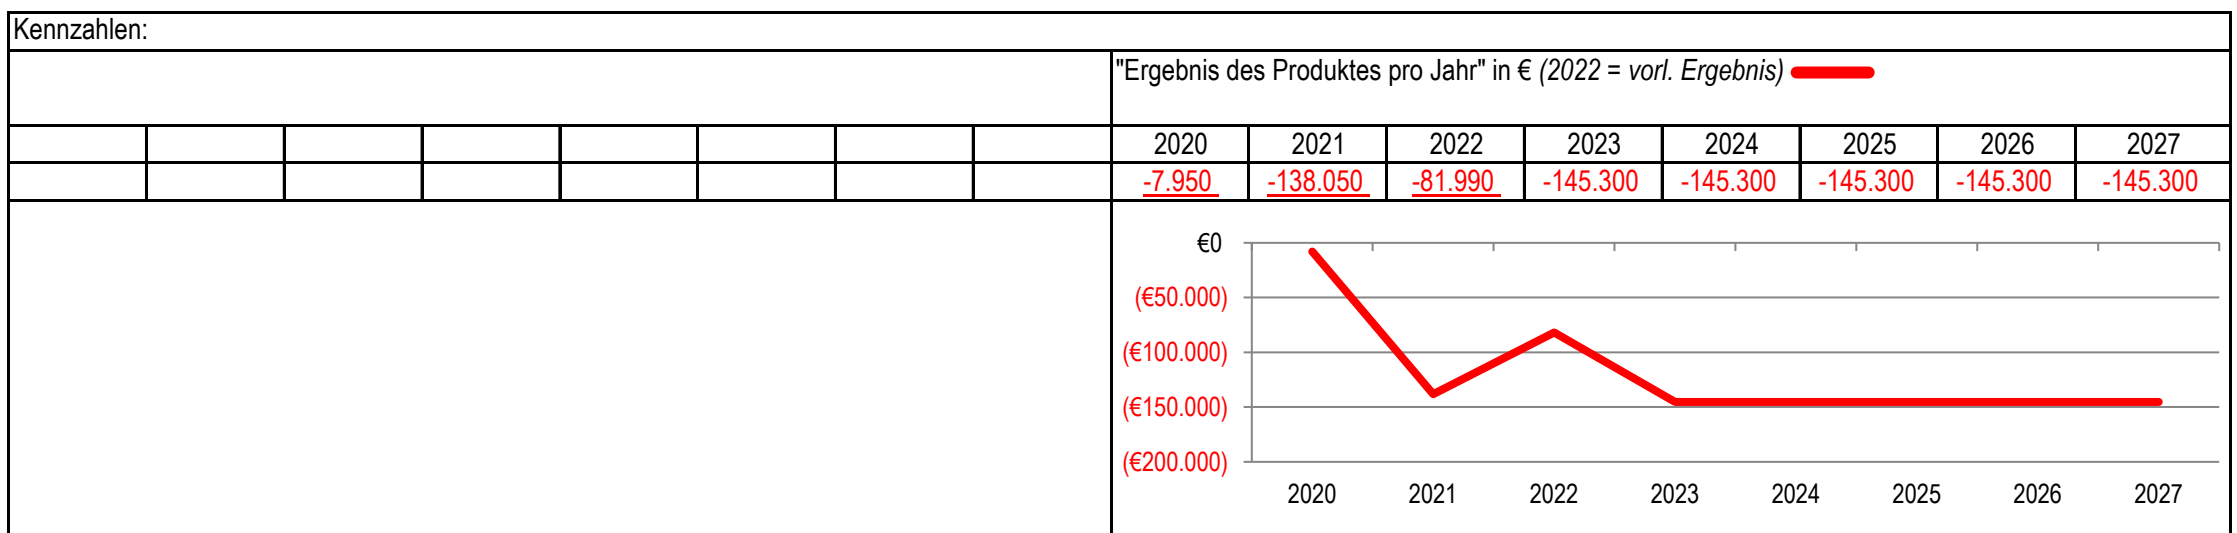 Kennzahlen:
"Ergebnis des Produktes pro Jahr" in € (2022 = vorl. Ergebnis)
2020 2021 2022 2023 2024 2025 2026 2027
-7.950 -138.050 -81.990 -145.300 -145.300 -145.300 -145.300 -145.300
€0
(€50.000)
(€100.000)
(€150.000)
(€200.000)
2020 2021 2022 2023 2024 2025 2026 2027